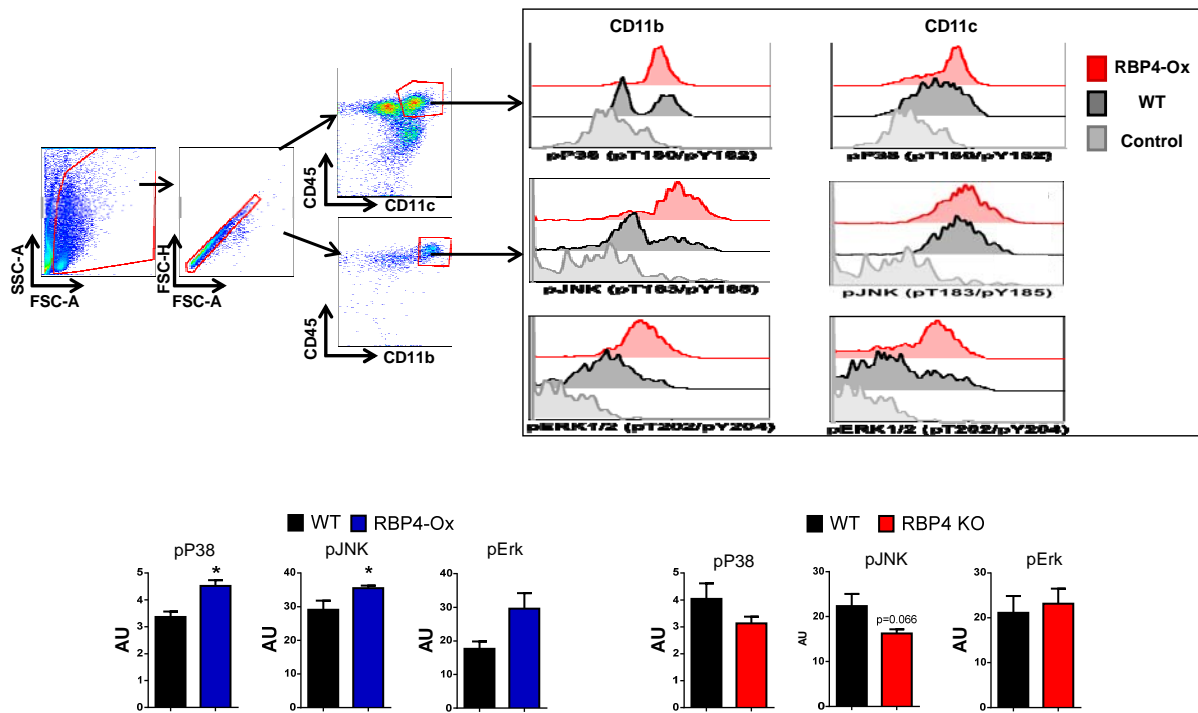 CD11b
CD11c
RBP4-Ox
WT
Control
SSC-A
FSC-A
FSC-H
FSC-A
CD45
CD11c
CD45
CD11b
pP38 (pT180/pY182)
pP38 (pT180/pY182)
pJNK (pT183/pY185)
pJNK (pT183/pY185)
pERK1/2 (pT202/pY204)
pERK1/2 (pT202/pY204)
WT RBP4-Ox
pP38
AU
5
4
3
2
1
0
*
pJNK
AU
40
30
20
10
0
*
pErk
AU
40
30
20
10
0
WT RBP4 KO
pP38
AU
5
4
3
2
1
0
pJNK
AU
30
20
10
0
p=0.066
pErk
AU
30
20
10
0